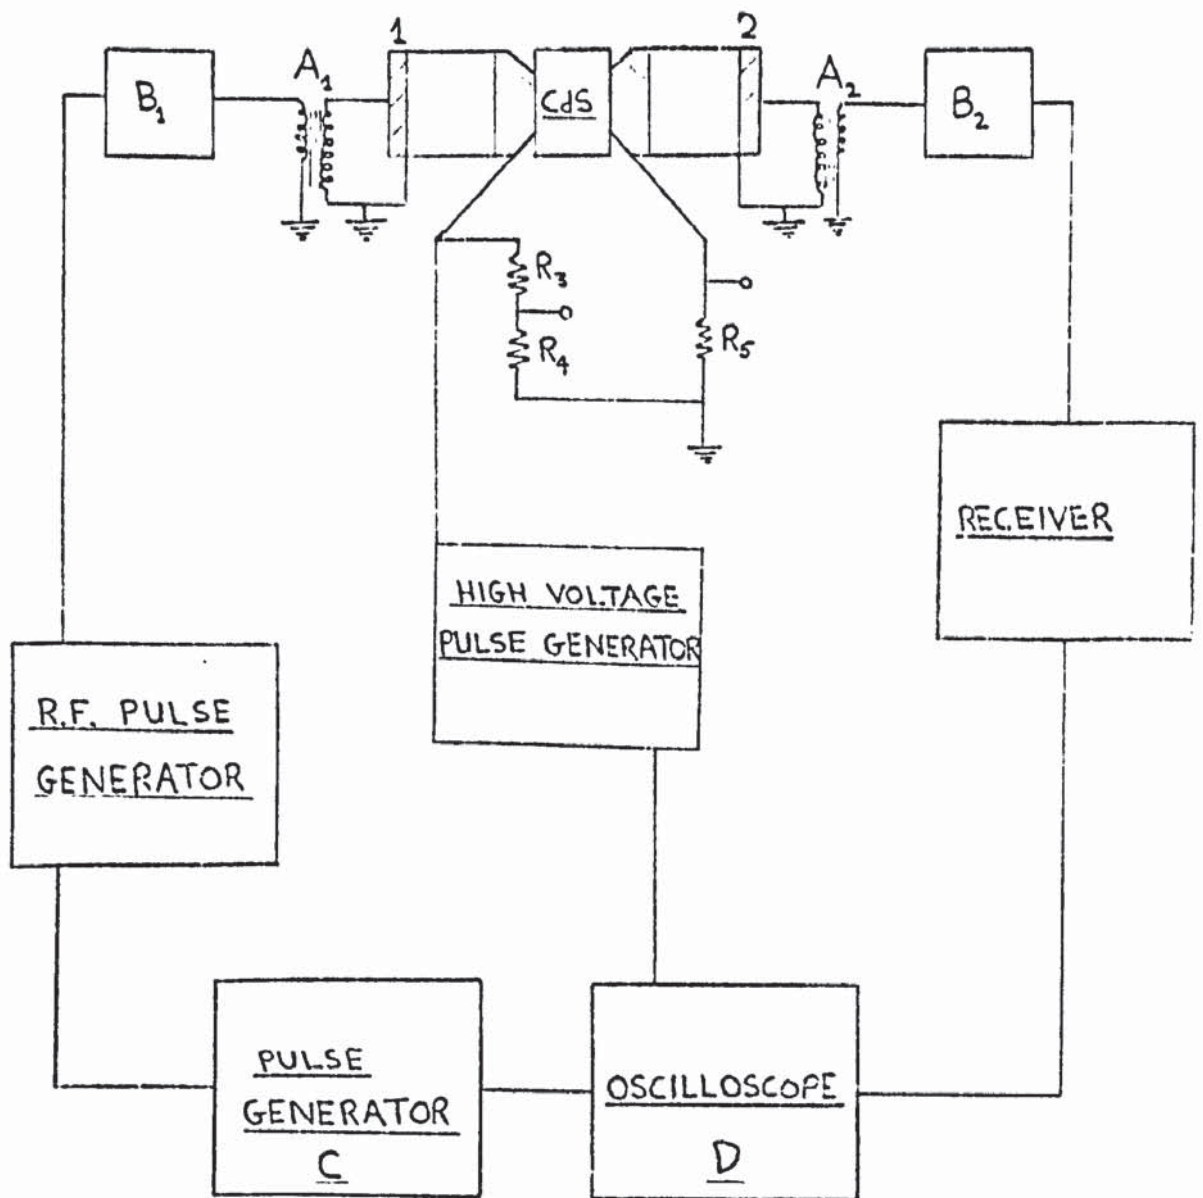 1
2
B₁
A₁
CdS
A₂
B₂
R₃
R₄
R₅
RECEIVER
HIGH VOLTAGE
PULSE GENERATOR
R.F. PULSE
GENERATOR
PULSE
GENERATOR
C
OSCILLOSCOPE
D